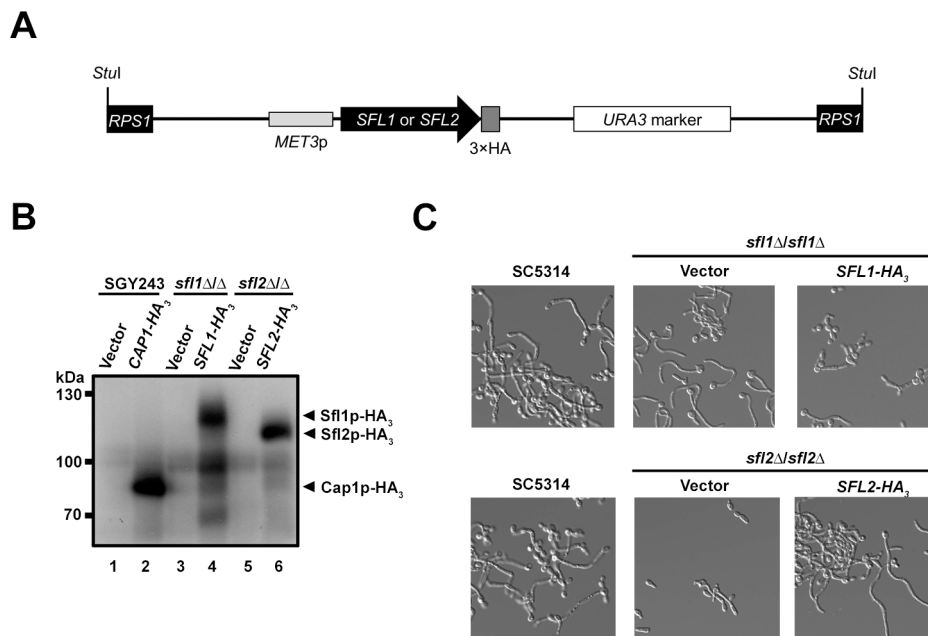 A
StuI
StuI
RPS1
SFL1 or SFL2
URA3 marker
RPS1
MET3p
3×HA
B
SGY243
sfl1Δ/Δ
sfl2Δ/Δ
Vector
CAP1-HA3
Vector
SFL1-HA3
Vector
SFL2-HA3
kDa
130
100
70
Sfl1p-HA3
Sfl2p-HA3
Cap1p-HA3
1 2 3 4 5 6
C
sfl1Δ/sfl1Δ
SC5314
Vector
SFL1-HA3
sfl2Δ/sfl2Δ
SC5314
Vector
SFL2-HA3